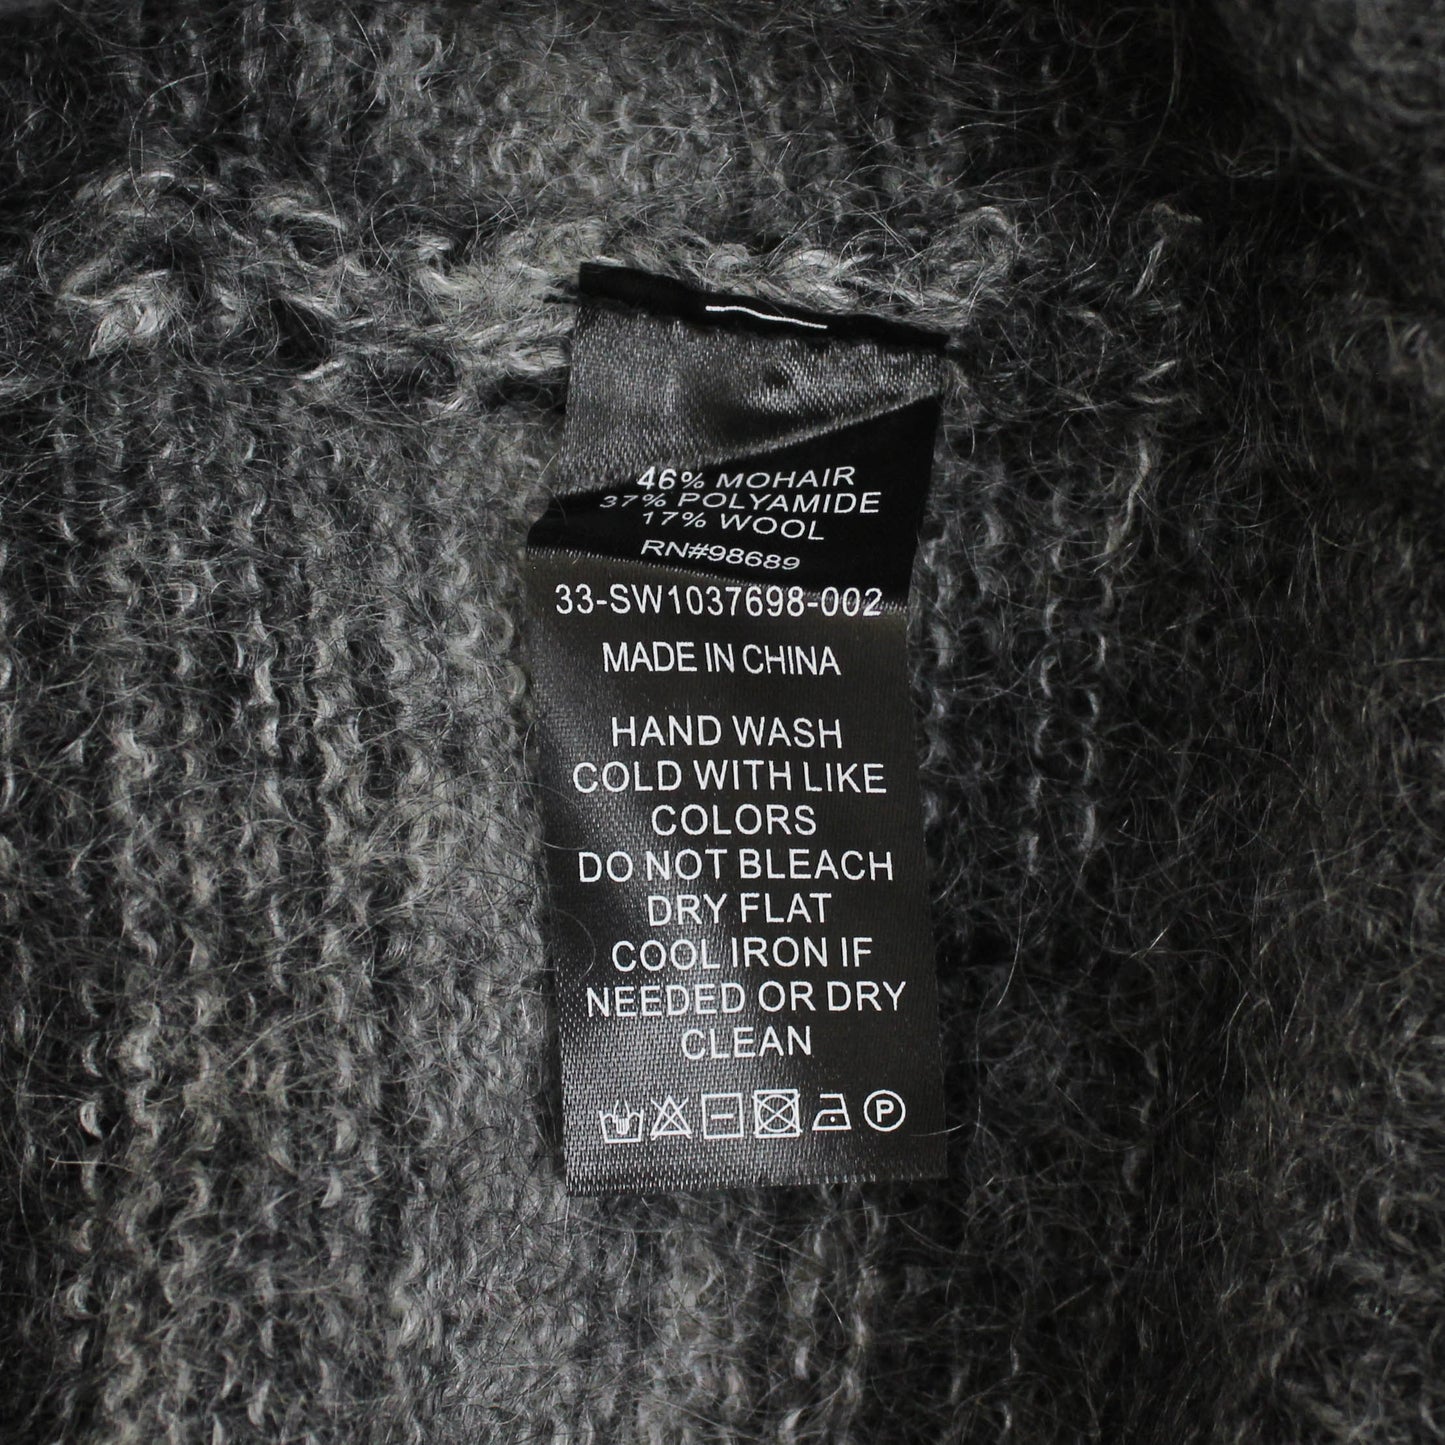 46% MOHAIR
37% POLYAMIDE
17% WOOL
RN#98689
33-SW1037698-002
MADE IN CHINA
HAND WASH
COLD WITH LIKE
COLORS
DO NOT BLEACH
DRY FLAT
COOL IRON IF
NEEDED OR DRY
CLEAN
P